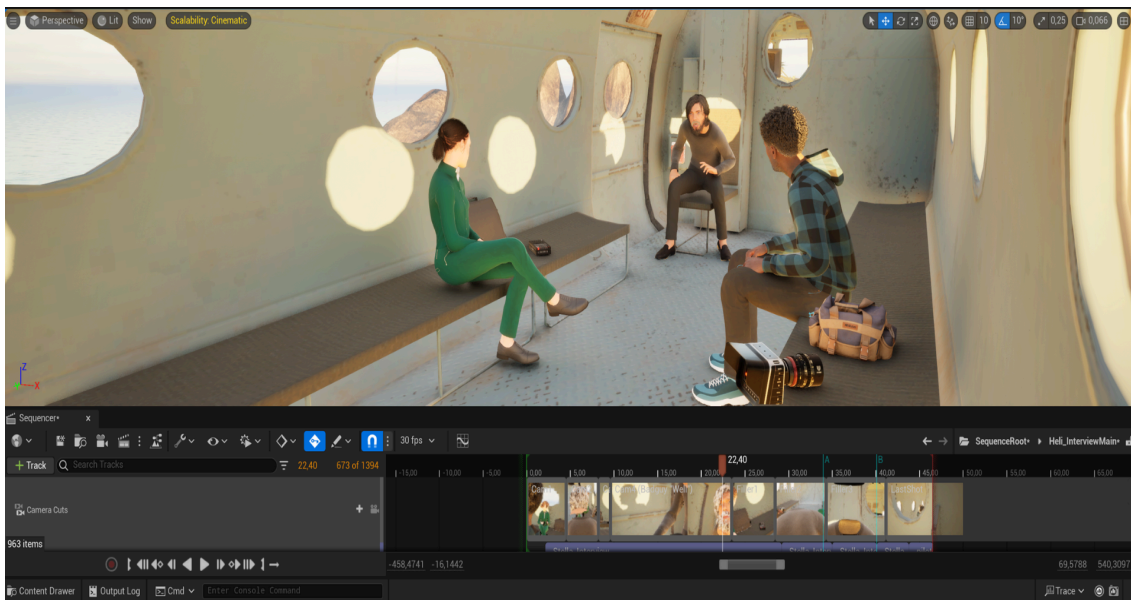 Perspective Lit Show Scalability: Cinematic 10 10° 0,25 0,066
Z
X
Sequencer* x
30 fps SequenceRoot* Heli_InterviewMain*
+ Track Search Tracks 22,40 673 of 1394
-15,00 -10,00 -5,00 0,00 5,00 10,00 15,00 20,00 22,40 25,00 30,00 A 35,00 B 40,00 45,00 50,00 55,00 60,00 65,00
Camera Cuts
963 items
-458,4741 -16,1442 69,5788 540,3097
Content Drawer Output Log Cmd Enter Console Command Trace